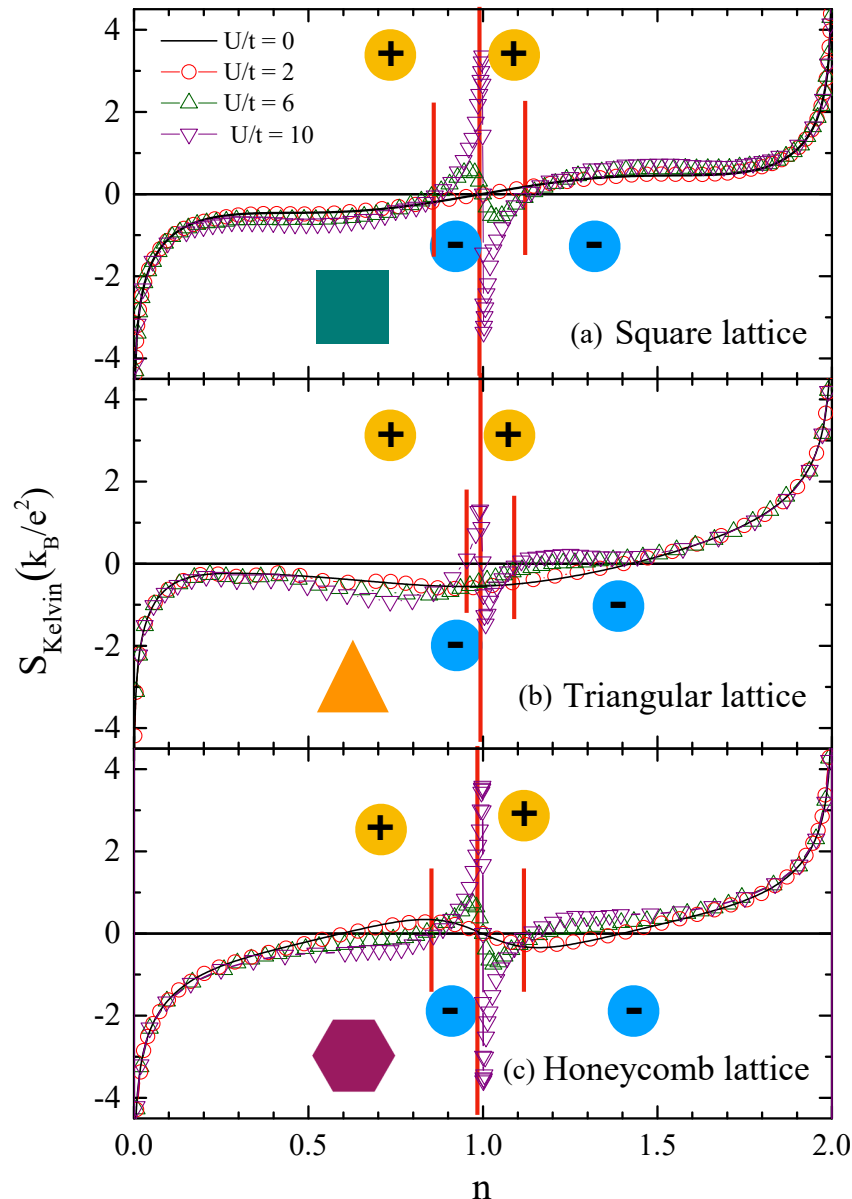 4
U/t = 0
U/t = 2
U/t = 6
U/t = 10
+ +
2
0
- -
-2
-4
(a) Square lattice
4
+ +
2
0
- -
-2
-4
(b) Triangular lattice
S_Kelvin(k_B/e²)
4
+ +
2
0
- -
-2
-4
(c) Honeycomb lattice
0.0 0.5 1.0 1.5 2.0
n